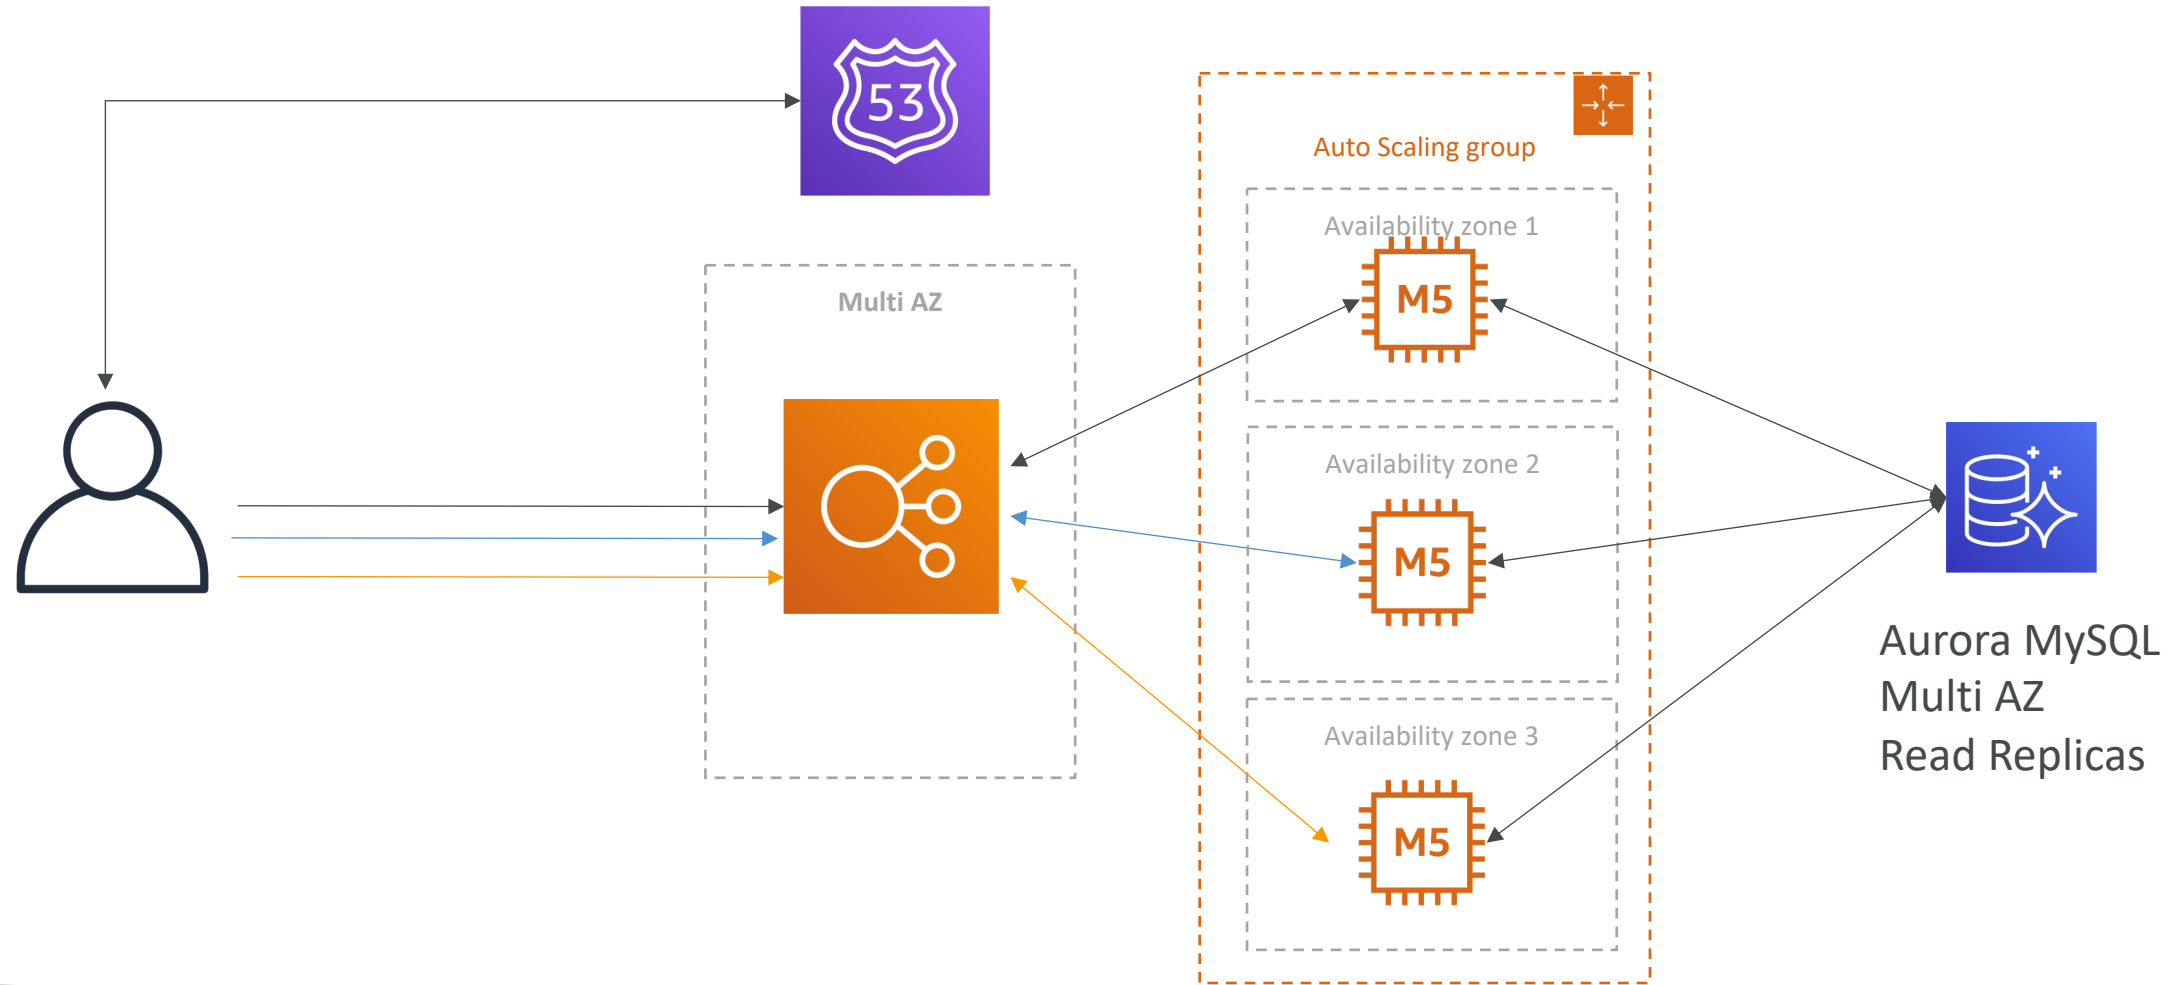 53
Auto Scaling group
Availability zone 1
M5
Multi AZ
Availability zone 2
M5
Availability zone 3
M5
Aurora MySQL
Multi AZ
Read Replicas